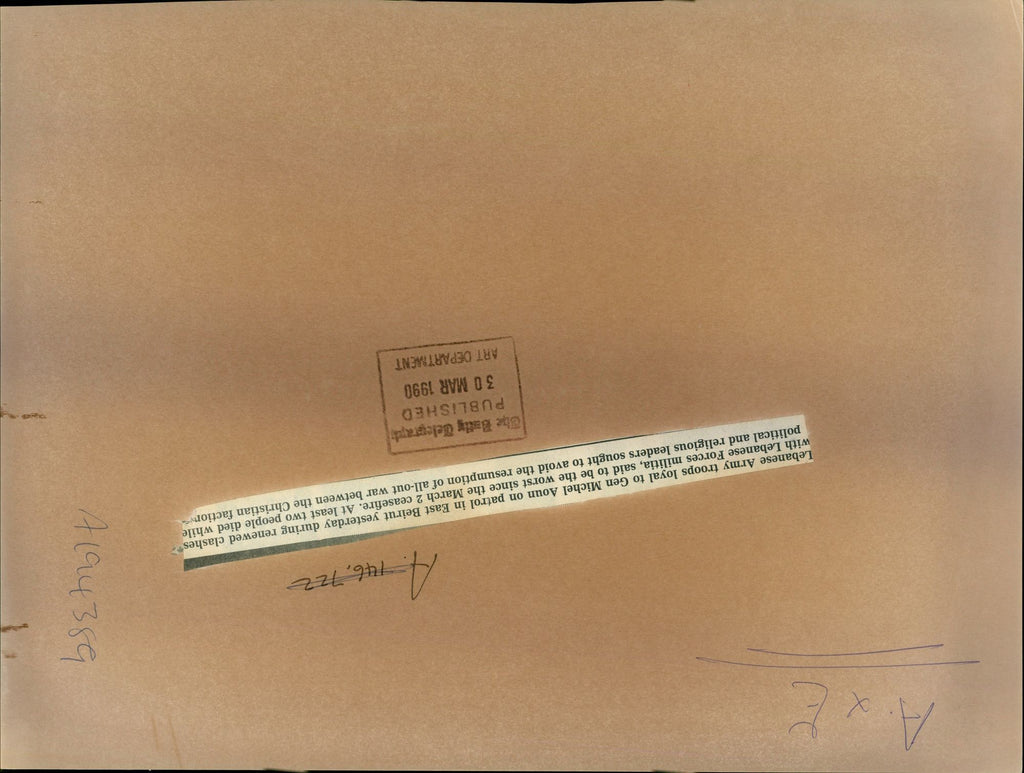 A. x E
A.146,722
Lebanese Army troops loyal to Gen Michel Aoun on patrol in East Beirut yesterday during renewed clashes
with Lebanese Forces militia, said to be the worst since the March 2 ceasefire. At least two people died while
political and religious leaders sought to avoid the resumption of all-out war between the Christian factions
The Daily Telegraph
PUBLISHED
30 MAR 1990
ART DEPARTMENT
A194389